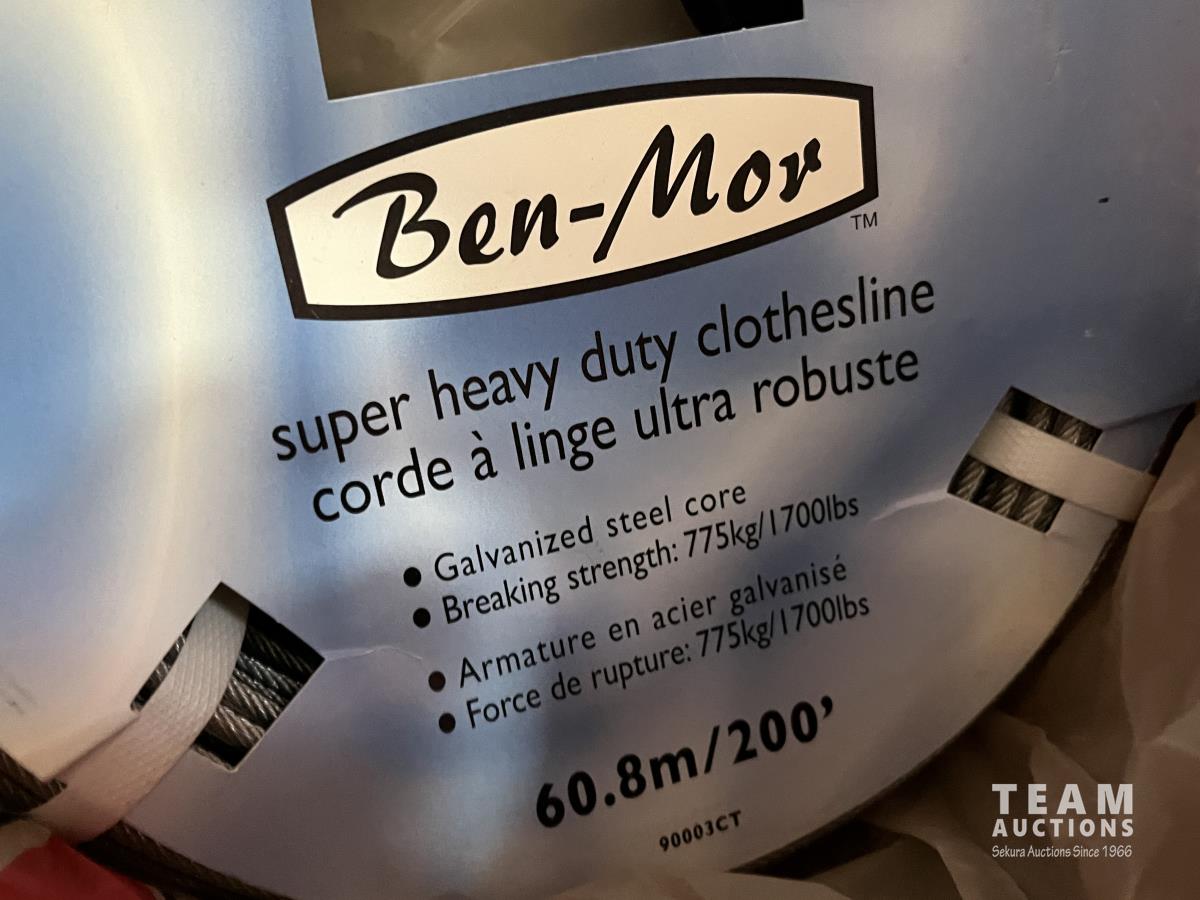 Ben-Mor
TM
super heavy duty clothesline
corde à linge ultra robuste
• Galvanized steel core
• Breaking strength: 775kg/1700lbs
• Armature en acier galvanisé
• Force de rupture: 775kg/1700lbs
60.8m/200’
90003CT
TEAM
AUCTIONS
Sekura Auctions Since 1966